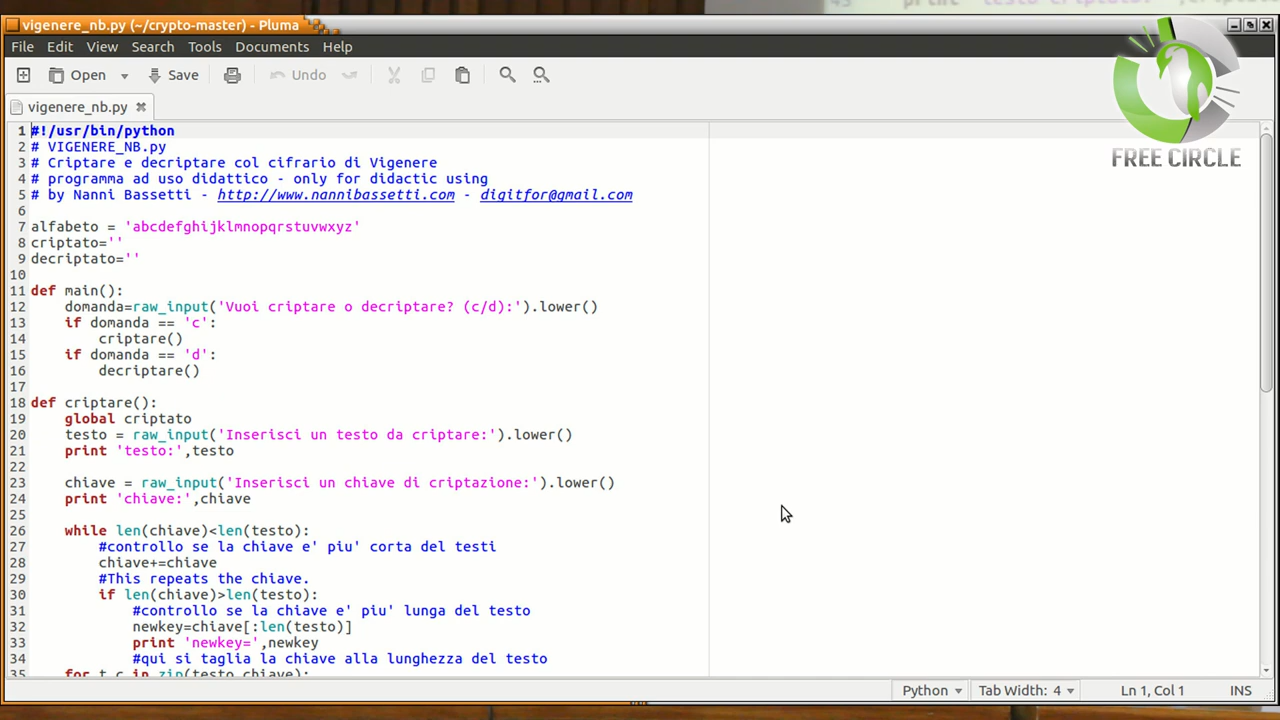 print 'testo criptato:',criptato
vigenere_nb.py (~/crypto-master) - Pluma
File Edit View Search Tools Documents Help
Open Save Undo
vigenere_nb.py
FREE CIRCLE
1 #!/usr/bin/python
2 # VIGENERE_NB.py
3 # Criptare e decriptare col cifrario di Vigenere
4 # programma ad uso didattico - only for didactic using
5 # by Nanni Bassetti - http://www.nannibassetti.com - digitfor@gmail.com
6
7 alfabeto = 'abcdefghijklmnopqrstuvwxyz'
8 criptato=''
9 decriptato=''
10
11 def main():
12     domanda=raw_input('Vuoi criptare o decriptare? (c/d):').lower()
13     if domanda == 'c':
14         criptare()
15     if domanda == 'd':
16         decriptare()
17
18 def criptare():
19     global criptato
20     testo = raw_input('Inserisci un testo da criptare:').lower()
21     print 'testo:',testo
22
23     chiave = raw_input('Inserisci un chiave di criptazione:').lower()
24     print 'chiave:',chiave
25
26     while len(chiave)<len(testo):
27         #controllo se la chiave e' piu' corta del testi
28         chiave+=chiave
29         #This repeats the chiave.
30         if len(chiave)>len(testo):
31             #controllo se la chiave e' piu' lunga del testo
32             newkey=chiave[:len(testo)]
33             print 'newkey=',newkey
34             #qui si taglia la chiave alla lunghezza del testo
35     for t,c in zip(testo,chiave):
Python Tab Width: 4 Ln 1, Col 1 INS